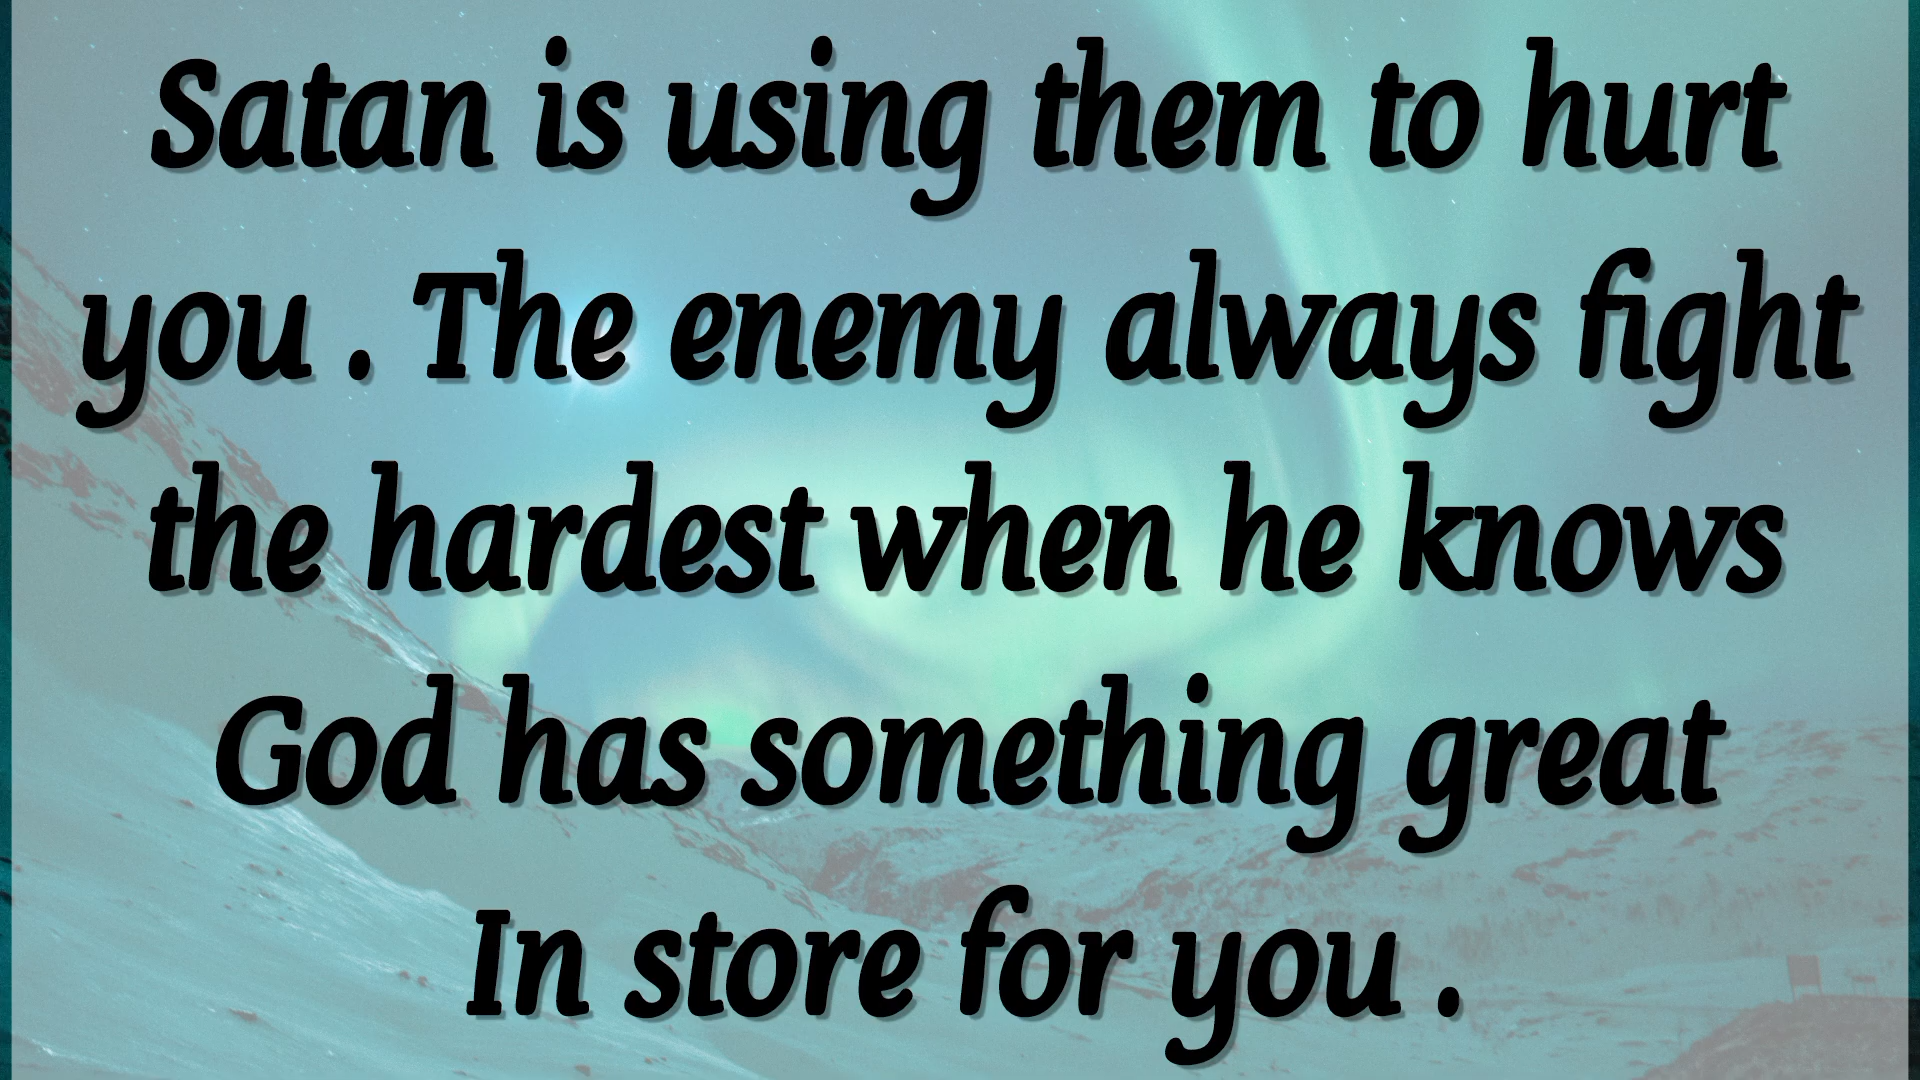 Satan is using them to hurt
you . The enemy always fight
the hardest when he knows
God has something great
In store for you .